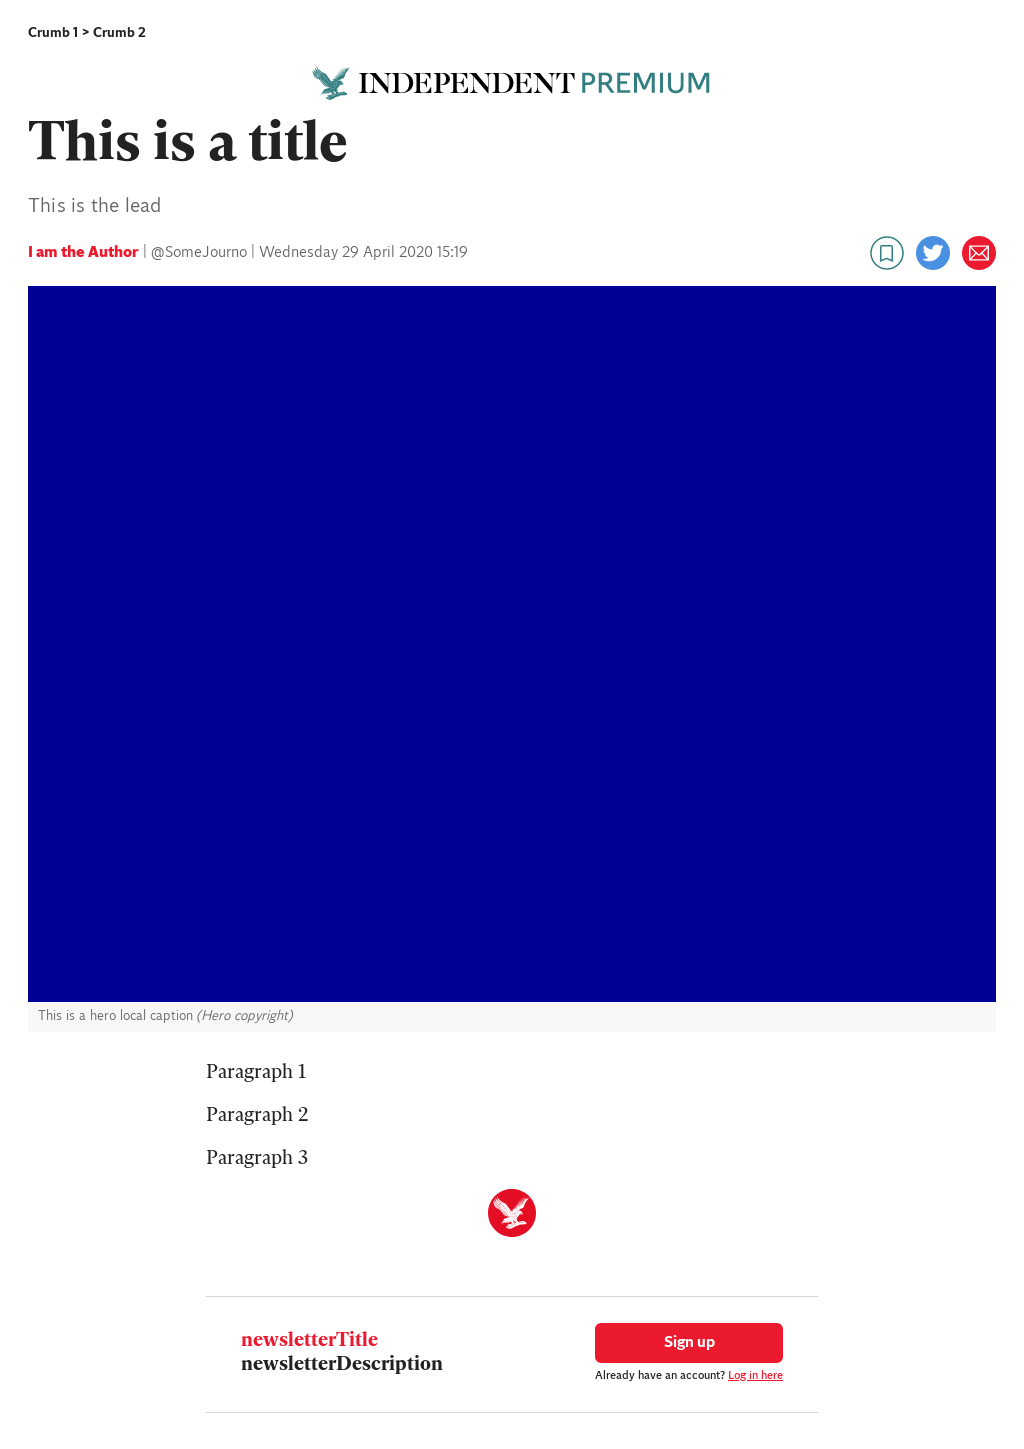 Crumb 1 > Crumb 2
INDEPENDENT PREMIUM
This is a title
This is the lead
I am the Author | @SomeJourno | Wednesday 29 April 2020 15:19
This is a hero local caption (Hero copyright)
Paragraph 1
Paragraph 2
Paragraph 3
newsletterTitle
newsletterDescription
Sign up
Already have an account? Log in here